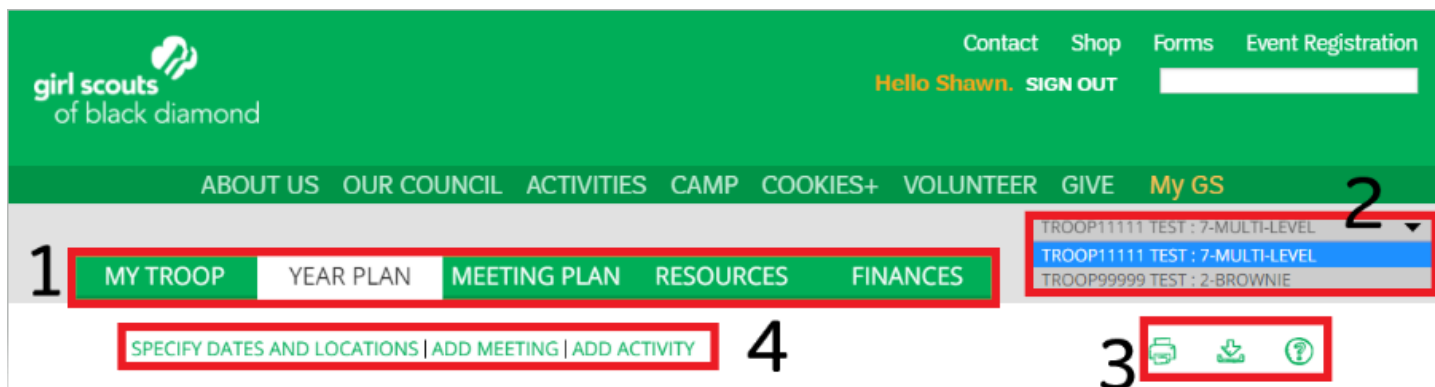 Contact Shop Forms Event Registration
girl scouts
of black diamond
Hello Shawn. SIGN OUT
ABOUT US OUR COUNCIL ACTIVITIES CAMP COOKIES+ VOLUNTEER GIVE My GS
2
TROOP11111 TEST : 7-MULTI-LEVEL
TROOP11111 TEST : 7-MULTI-LEVEL
TROOP99999 TEST : 2-BROWNIE
1
MY TROOP YEAR PLAN MEETING PLAN RESOURCES FINANCES
SPECIFY DATES AND LOCATIONS | ADD MEETING | ADD ACTIVITY
4
3
?